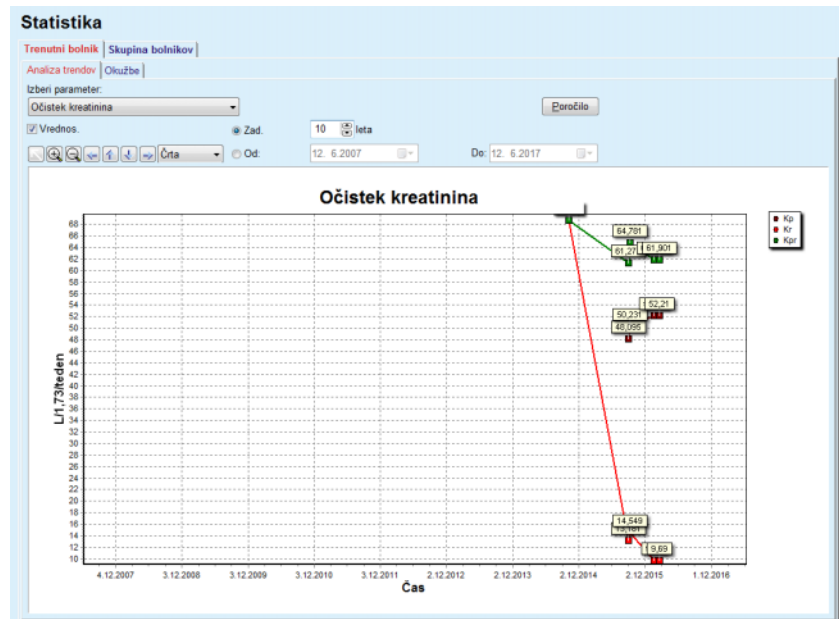 Statistika
Trenutni bolnik Skupina bolnikov
Analiza trendov Okužbe
Izberi parameter:
Očistek kreatinina
Poročilo
Vrednos.
Zad. 10 leta
Črta
Od: 12. 6.2007 Do: 12. 6.2017
Očistek kreatinina
Kp
Kr
Kpr
68
66
64
62
60
58
56
54
52
50
48
46
44
42
40
38
36
34
32
30
28
26
24
22
20
18
16
14
12
10
L/1,73/teden
64,781
61,901
52,21
50,231
48,095
14,549
9,69
4.12.2007 3.12.2008 3.12.2009 3.12.2010 3.12.2011 2.12.2012 2.12.2013 2.12.2014 2.12.2015 1.12.2016
Čas